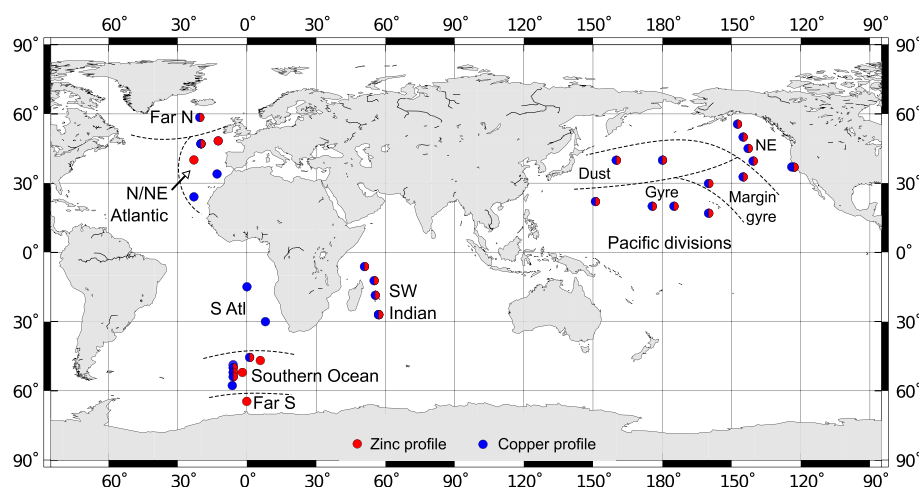 60° 30° 0° 30° 60° 90° 120° 150° 180° 150° 120° 90°
90° 90°
60° Far N 60°
NE
Dust
30° N/NE Gyre Margin 30°
Atlantic gyre
Pacific divisions
0° 0°
SW
S Atl Indian
30° 30°
Southern Ocean
60° 60°
Far S
Zinc profile Copper profile
90° 90°
60° 30° 0° 30° 60° 90° 120° 150° 180° 150° 120° 90°